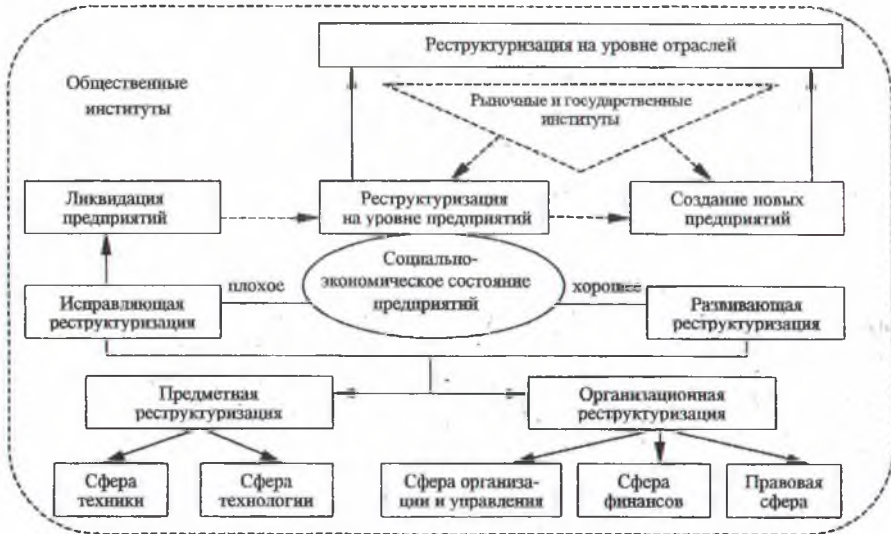 Реструктуризация на уровне отраслей
Общественные
институты
Рыночные и государственные
институты
Ликвидация
предприятий
Реструктуризация
на уровне предприятий
Создание новых
предприятий
Социально-
экономическое состояние
предприятий
плохое
хорошее
Исправляющая
реструктуризация
Развивающая
реструктуризация
Предметная
реструктуризация
Организационная
реструктуризация
Сфера
техники
Сфера
технологии
Сфера организа-
ции и управления
Сфера
финансов
Правовая
сфера